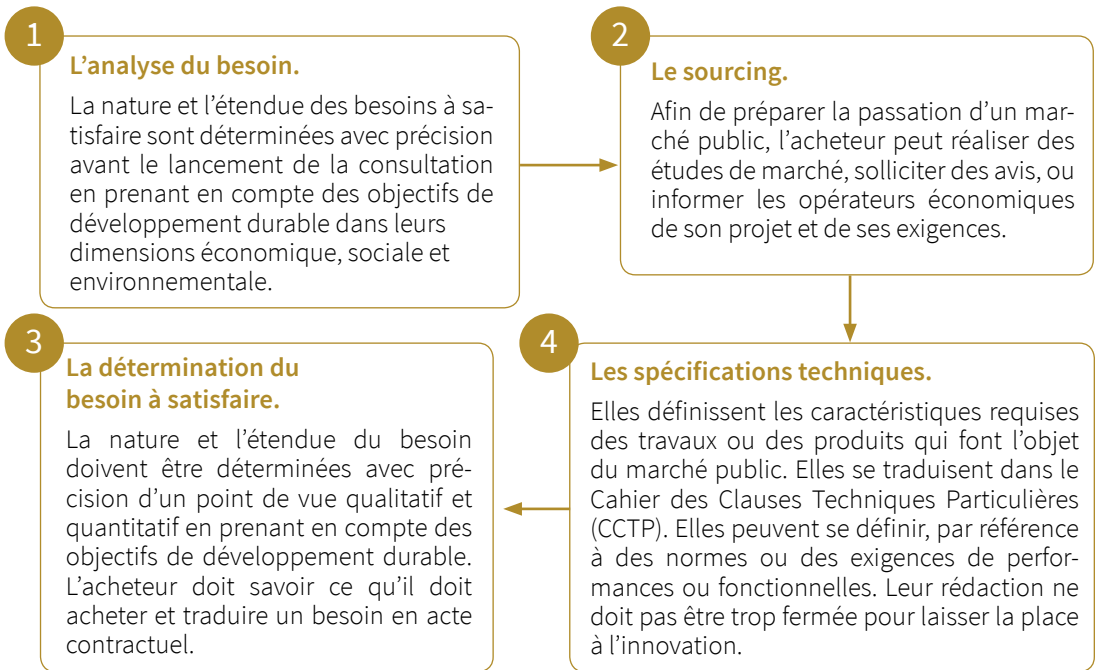 1
L’analyse du besoin.
La nature et l’étendue des besoins à sa-
tisfaire sont déterminées avec précision
avant le lancement de la consultation
en prenant en compte des objectifs de
développement durable dans leurs
dimensions économique, sociale et
environnementale.
2
Le sourcing.
Afin de préparer la passation d’un mar-
ché public, l’acheteur peut réaliser des
études de marché, solliciter des avis, ou
informer les opérateurs économiques
de son projet et de ses exigences.
3
La détermination du
besoin à satisfaire.
La nature et l’étendue du besoin
doivent être déterminées avec pré-
cision d’un point de vue qualitatif et
quantitatif en prenant en compte des
objectifs de développement durable.
L’acheteur doit savoir ce qu’il doit
acheter et traduire un besoin en acte
contractuel.
4
Les spécifications techniques.
Elles définissent les caractéristiques requises
des travaux ou des produits qui font l’objet
du marché public. Elles se traduisent dans le
Cahier des Clauses Techniques Particulières
(CCTP). Elles peuvent se définir, par référence
à des normes ou des exigences de perfor-
mances ou fonctionnelles. Leur rédaction ne
doit pas être trop fermée pour laisser la place
à l’innovation.